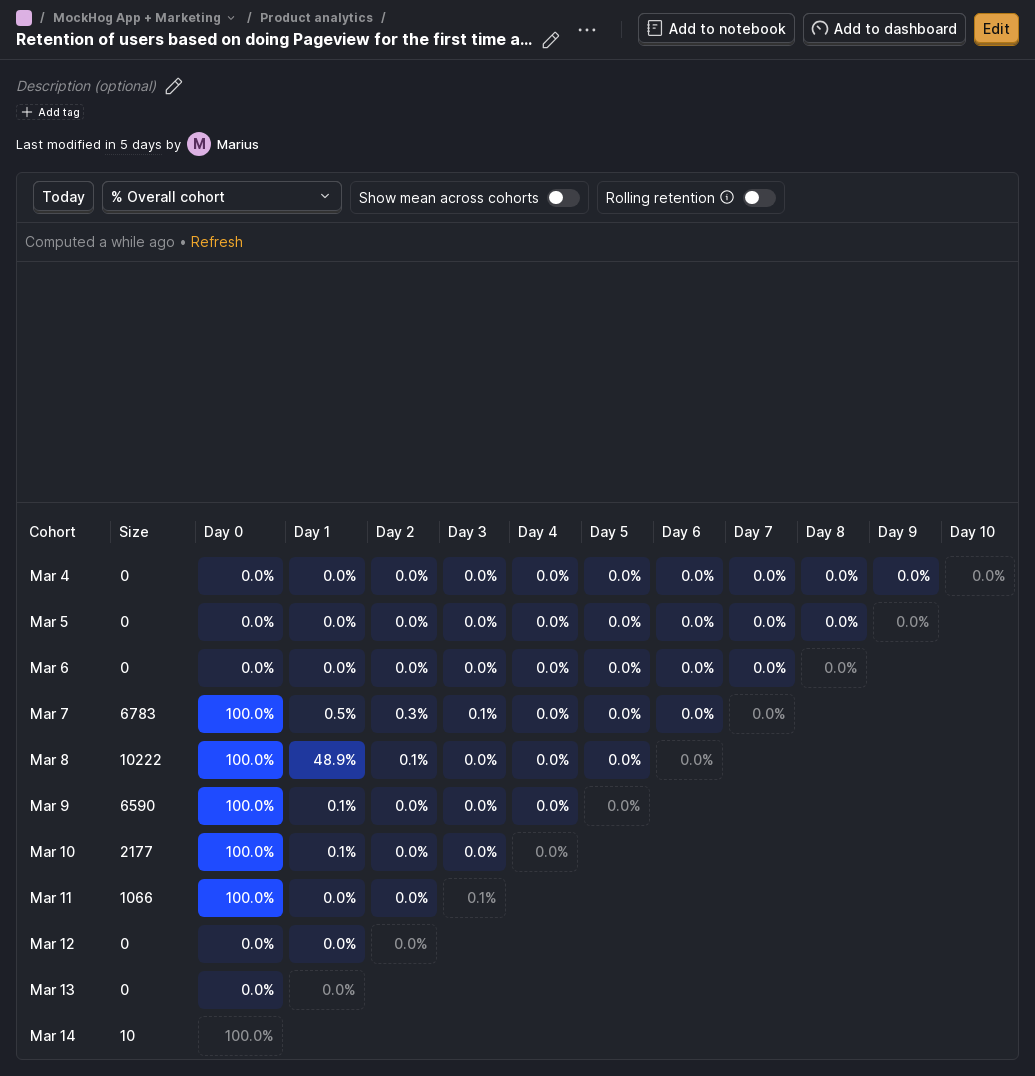 / MockHog App + Marketing / Product analytics /
Retention of users based on doing Pageview for the first time a...
Add to notebook
Add to dashboard
Edit
Description (optional)
Add tag
Last modified in 5 days by M Marius
Today
% Overall cohort
Show mean across cohorts
Rolling retention
Computed a while ago • Refresh
Cohort Size Day 0 Day 1 Day 2 Day 3 Day 4 Day 5 Day 6 Day 7 Day 8 Day 9 Day 10
Mar 4 0 0.0% 0.0% 0.0% 0.0% 0.0% 0.0% 0.0% 0.0% 0.0% 0.0% 0.0%
Mar 5 0 0.0% 0.0% 0.0% 0.0% 0.0% 0.0% 0.0% 0.0% 0.0% 0.0%
Mar 6 0 0.0% 0.0% 0.0% 0.0% 0.0% 0.0% 0.0% 0.0% 0.0%
Mar 7 6783 100.0% 0.5% 0.3% 0.1% 0.0% 0.0% 0.0% 0.0%
Mar 8 10222 100.0% 48.9% 0.1% 0.0% 0.0% 0.0% 0.0%
Mar 9 6590 100.0% 0.1% 0.0% 0.0% 0.0% 0.0%
Mar 10 2177 100.0% 0.1% 0.0% 0.0% 0.0%
Mar 11 1066 100.0% 0.0% 0.0% 0.1%
Mar 12 0 0.0% 0.0% 0.0%
Mar 13 0 0.0% 0.0%
Mar 14 10 100.0%